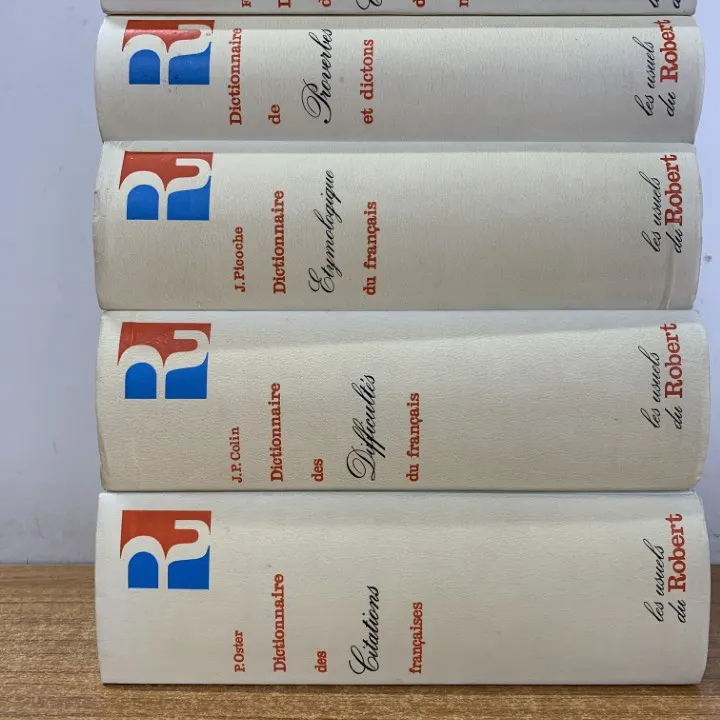 Dictionnaire
de
Proverbes
et dictons
les usuels
du Robert
J. Picoche
Dictionnaire
Etymologique
du français
les usuels
du Robert
J.P. Colin
Dictionnaire
des
Difficultés
du français
les usuels
du Robert
P. Oster
Dictionnaire
des
Citations
françaises
les usuels
du Robert